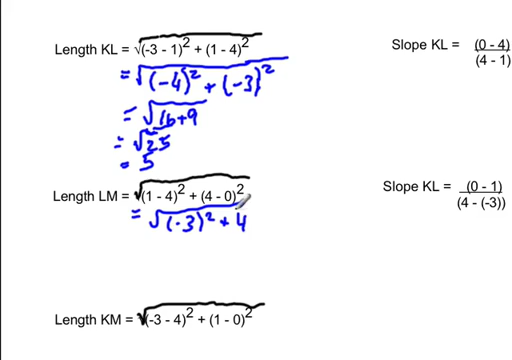 Length KL = √(-3 - 1)² + (1 - 4)²
= √(-4)² + (-3)²
= √16+9
= √25
= 5
Slope KL = (0 - 4)
(4 - 1)
Length LM = √(1 - 4)² + (4 - 0)²
= √(-3)² + 4
Slope KL = (0 - 1)
(4 - (-3))
Length KM = √(-3 - 4)² + (1 - 0)²